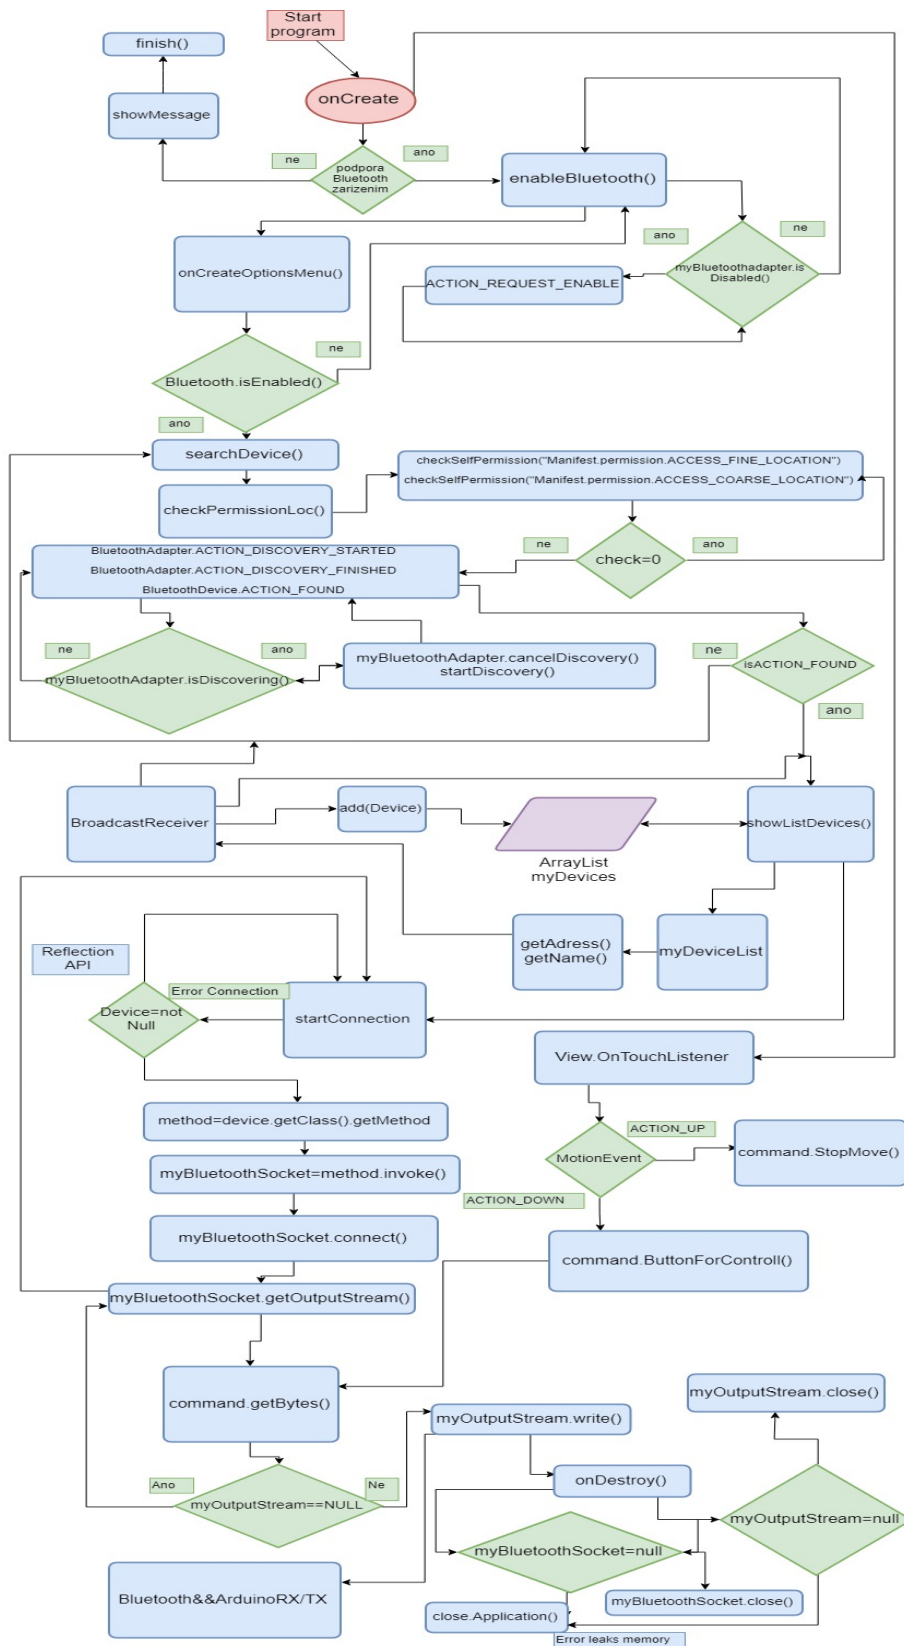 Start
program
finish()
onCreate
showMessage
ne
ano
podpora
Bluetooth
zarizenim
enableBluetooth()
ano
ne
onCreateOptionsMenu()
myBluetoothadapter.is
Disabled()
ACTION_REQUEST_ENABLE
ne
Bluetooth.isEnabled()
ano
searchDevice()
checkSelfPermission("Manifest.permission.ACCESS_FINE_LOCATION")
checkSelfPermission("Manifest.permission.ACCESS_COARSE_LOCATION")
checkPermissionLoc()
ne
ano
check=0
BluetoothAdapter.ACTION_DISCOVERY_STARTED
BluetoothAdapter.ACTION_DISCOVERY_FINISHED
BluetoothDevice.ACTION_FOUND
ne
ano
ne
myBluetoothAdapter.isDiscovering()
myBluetoothAdapter.cancelDiscovery()
startDiscovery()
isACTION_FOUND
ano
BroadcastReceiver
add(Device)
showListDevices()
ArrayList
myDevices
Reflection
API
getAdress()
getName()
myDeviceList
Error Connection
Device=not
Null
startConnection
View.OnTouchListener
method=device.getClass().getMethod
ACTION_UP
MotionEvent
command.StopMove()
myBluetoothSocket=method.invoke()
ACTION_DOWN
myBluetoothSocket.connect()
command.ButtonForControll()
myBluetoothSocket.getOutputStream()
command.getBytes()
myOutputStream.close()
myOutputStream.write()
Ano
Ne
myOutputStream==NULL
onDestroy()
myOutputStream=null
myBluetoothSocket=null
Bluetooth&&ArduinoRX/TX
myBluetoothSocket.close()
close.Application()
Error leaks memory